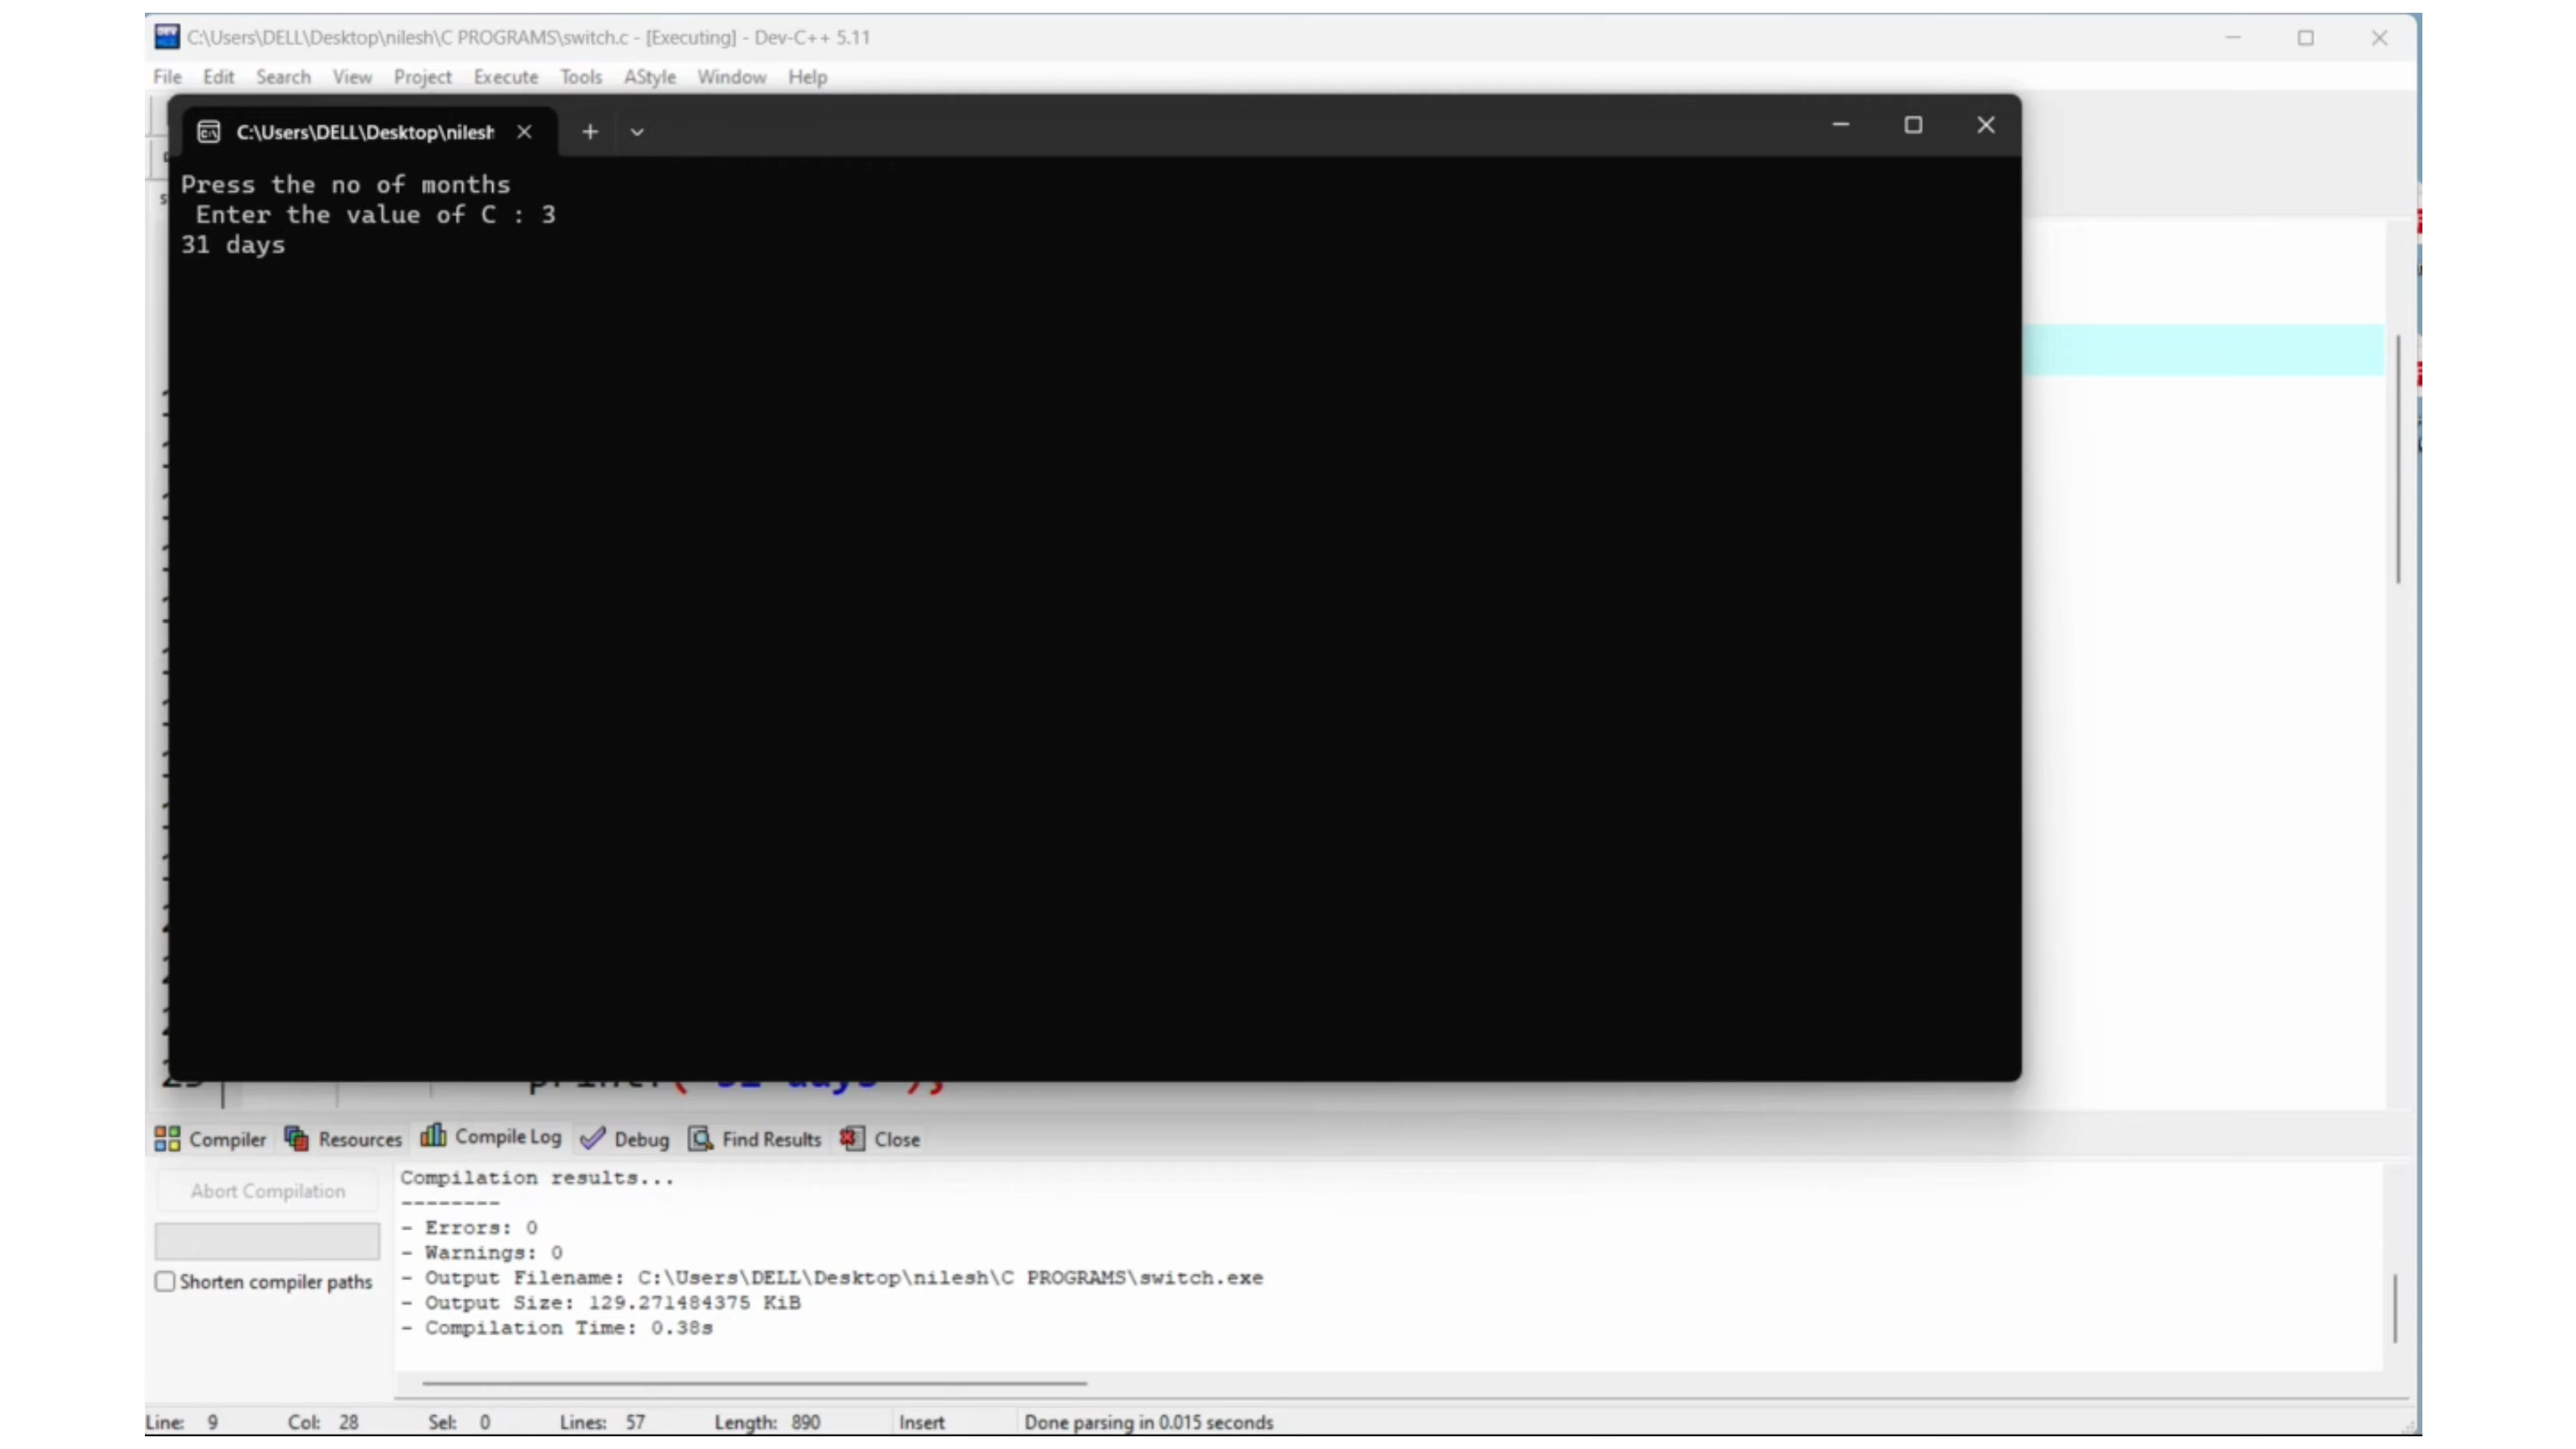 C:\Users\DELL\Desktop\nilesh\C PROGRAMS\switch.c - [Executing] - Dev-C++ 5.11
File Edit Search View Project Execute Tools AStyle Window Help
C:\Users\DELL\Desktop\nilesh
Press the no of months
Enter the value of C : 3
31 days
Compiler Resources Compile Log Debug Find Results Close
Abort Compilation
Shorten compiler paths
Compilation results...
--------
- Errors: 0
- Warnings: 0
- Output Filename: C:\Users\DELL\Desktop\nilesh\C PROGRAMS\switch.exe
- Output Size: 129.271484375 KiB
- Compilation Time: 0.38s
Line: 9 Col: 28 Sel: 0 Lines: 57 Length: 890 Insert Done parsing in 0.015 seconds